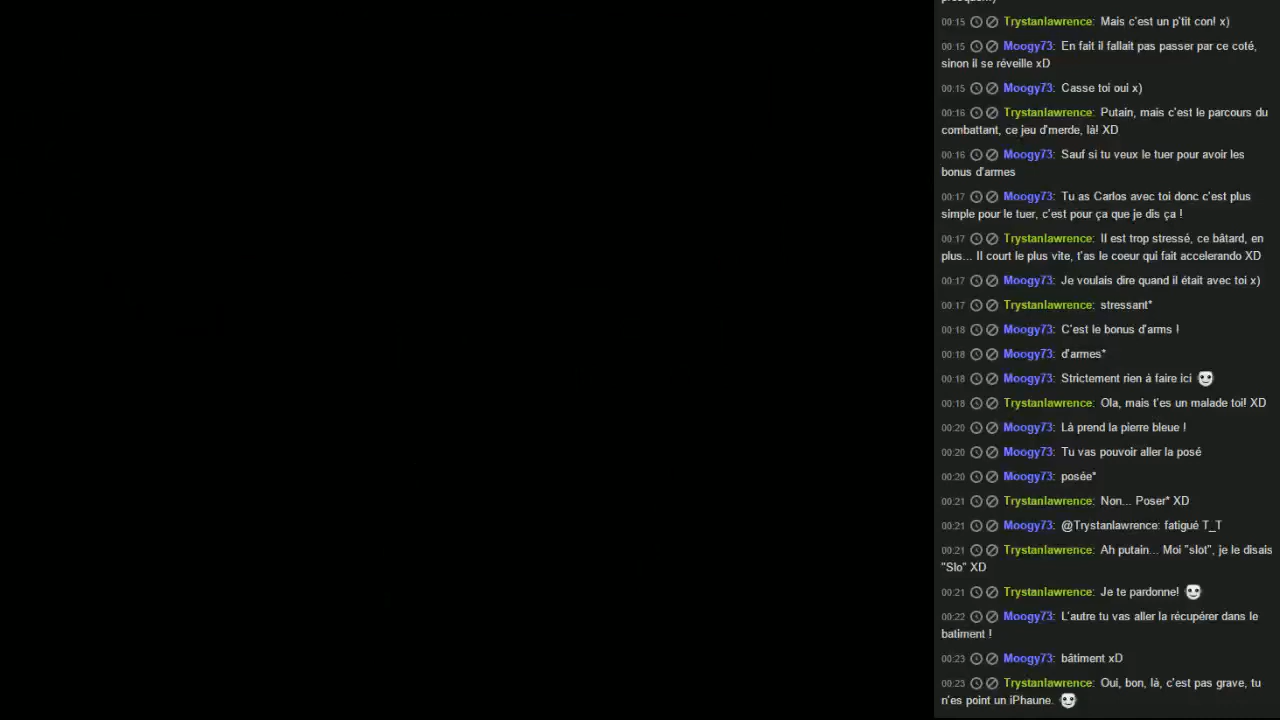 00:15 Trystanlawrence: Mais c'est un p'tit con! x)
00:15 Moogy73: En fait il fallait pas passer par ce coté,
sinon il se réveille xD
00:15 Moogy73: Casse toi oui x)
00:16 Trystanlawrence: Putain, mais c'est le parcours du
combattant, ce jeu d'merde, là! XD
00:16 Moogy73: Sauf si tu veux le tuer pour avoir les
bonus d'armes
00:17 Moogy73: Tu as Carlos avec toi donc c'est plus
simple pour le tuer, c'est pour ça que je dis ça !
00:17 Trystanlawrence: Il est trop stressé, ce bâtard, en
plus... Il court le plus vite, t'as le coeur qui fait accelerando XD
00:17 Moogy73: Je voulais dire quand il était avec toi x)
00:17 Trystanlawrence: stressant*
00:18 Moogy73: C'est le bonus d'arms !
00:18 Moogy73: d'armes*
00:18 Moogy73: Strictement rien à faire ici
00:18 Trystanlawrence: Ola, mais t'es un malade toi! XD
00:20 Moogy73: Là prend la pierre bleue !
00:20 Moogy73: Tu vas pouvoir aller la posé
00:20 Moogy73: posée*
00:21 Trystanlawrence: Non... Poser* XD
00:21 Moogy73: @Trystanlawrence: fatigué T_T
00:21 Trystanlawrence: Ah putain... Moi "slot", je le disais
"Slo" XD
00:21 Trystanlawrence: Je te pardonne!
00:22 Moogy73: L'autre tu vas aller la récupérer dans le
batiment !
00:23 Moogy73: bâtiment xD
00:23 Trystanlawrence: Oui, bon, là, c'est pas grave, tu
n'es point un iPhaune.